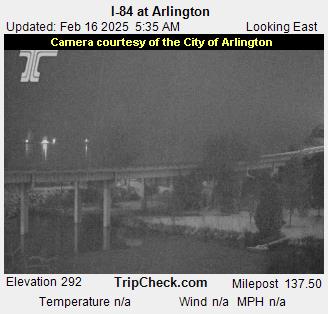 I-84 at Arlington
Updated: Feb 16 2025 5:35 AM Looking East
Camera courtesy of the City of Arlington
Elevation 292 TripCheck.com Milepost 137.50
Temperature n/a Wind n/a MPH n/a